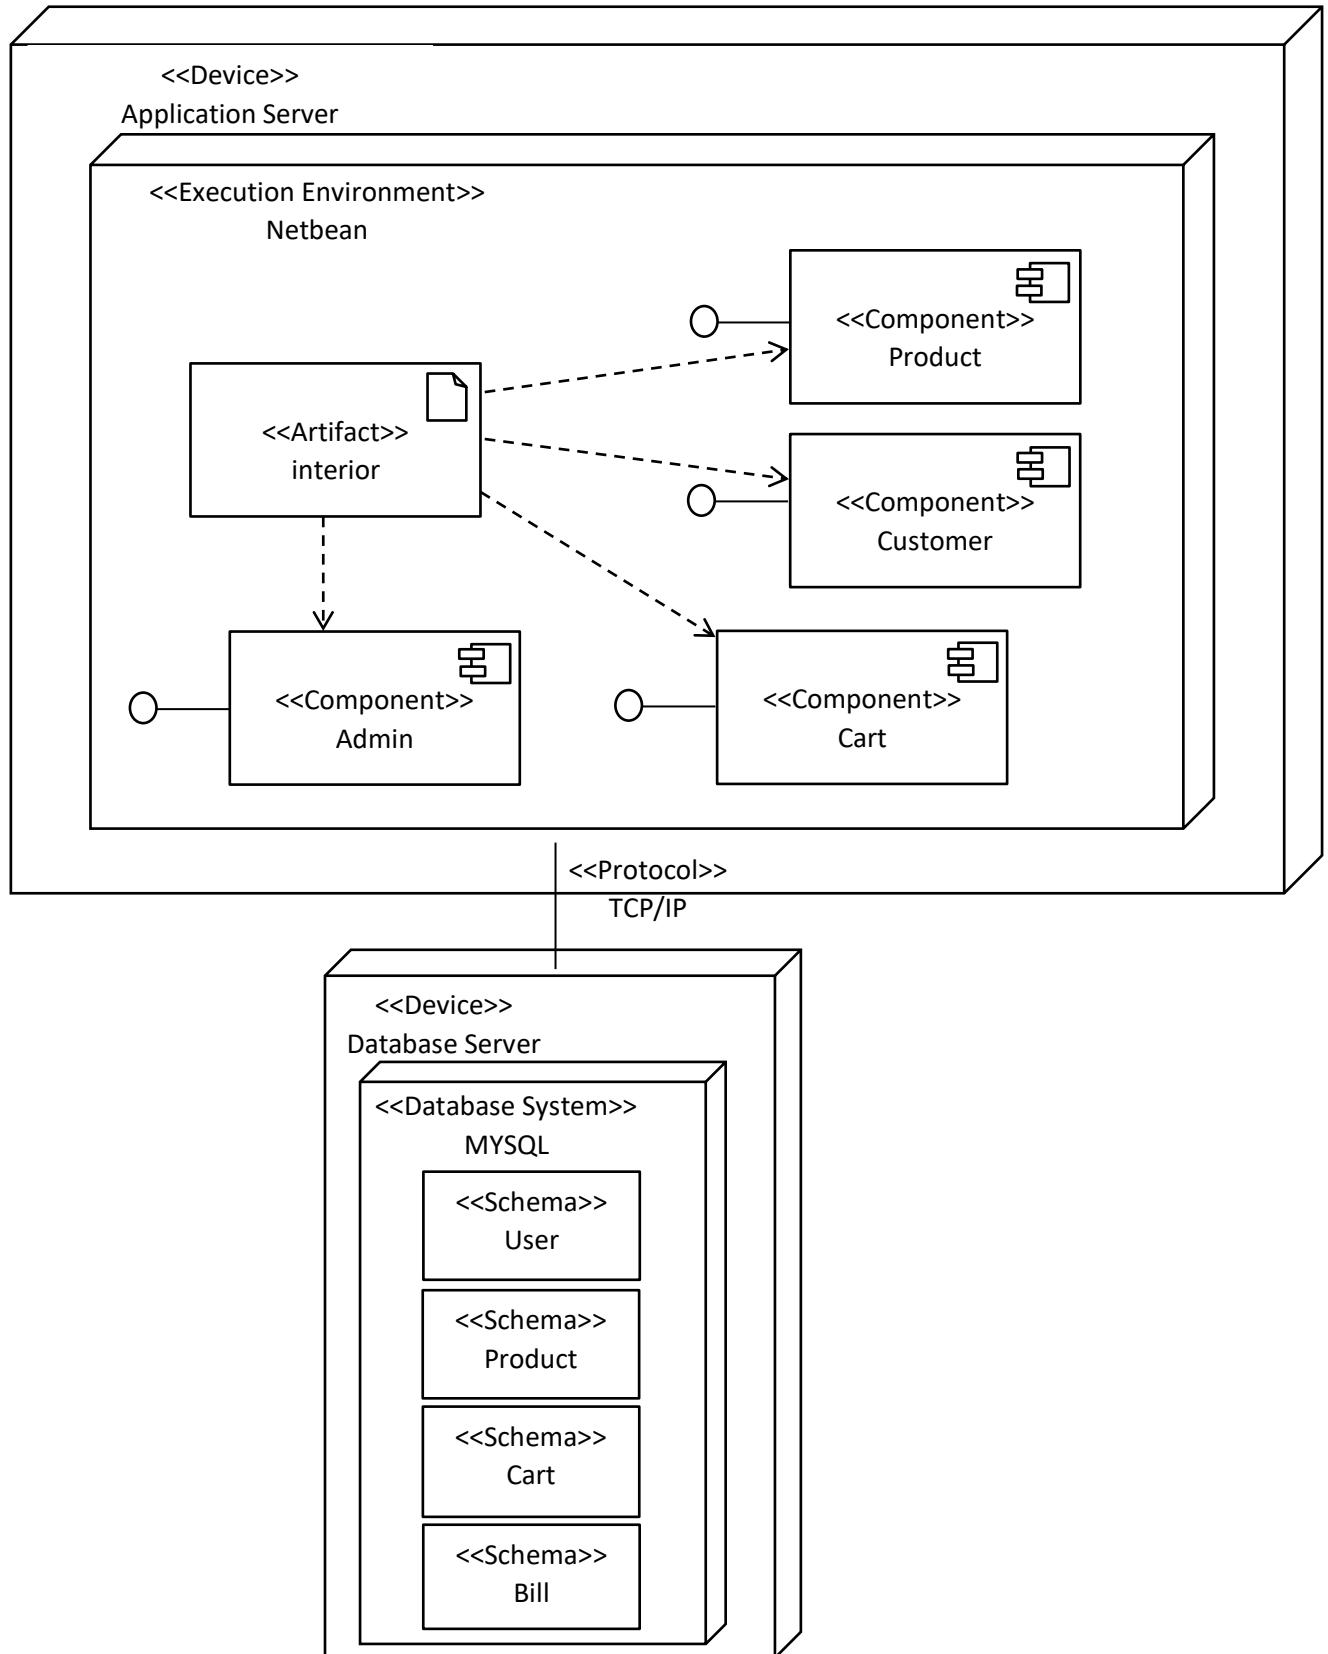 <<Device>>
Application Server
<<Execution Environment>>
Netbean
<<Component>>
Product
<<Artifact>>
interior
<<Component>>
Customer
<<Component>>
Admin
<<Component>>
Cart
<<Protocol>>
TCP/IP
<<Device>>
Database Server
<<Database System>>
MYSQL
<<Schema>>
User
<<Schema>>
Product
<<Schema>>
Cart
<<Schema>>
Bill